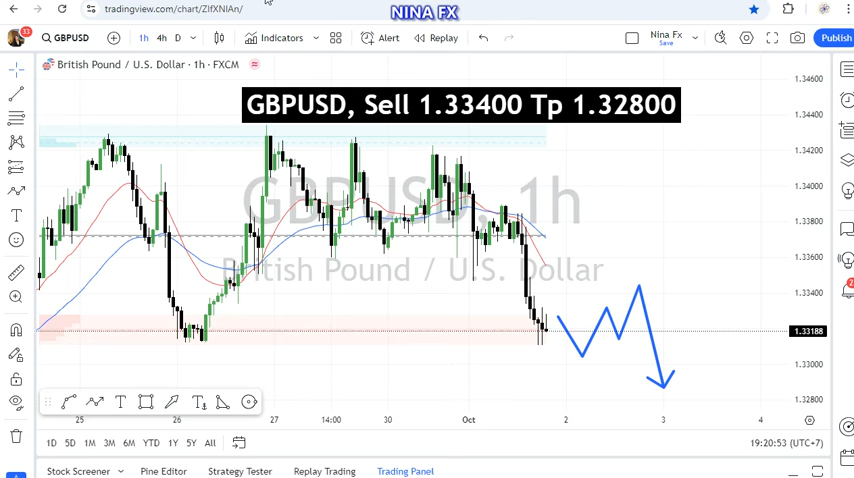 tradingview.com/chart/ZIfXNIAn/
NINA FX
33
GBPUSD
1h 4h D
Indicators
Alert
Replay
Nina Fx
Save
Publish
British Pound / U.S. Dollar · 1h · FXCM
GBPUSD, Sell 1.33400 Tp 1.32800
GBPUSD, 1h
British Pound / U.S. Dollar
1.34600
1.34400
1.34200
1.34000
1.33800
1.33600
1.33400
1.33188
1.33000
1.32800
25 26 27 14:00 30 Oct 2 3 4
1D 5D 1M 3M 6M YTD 1Y 5Y All
19:20:53 (UTC+7)
Stock Screener Pine Editor Strategy Tester Replay Trading Trading Panel